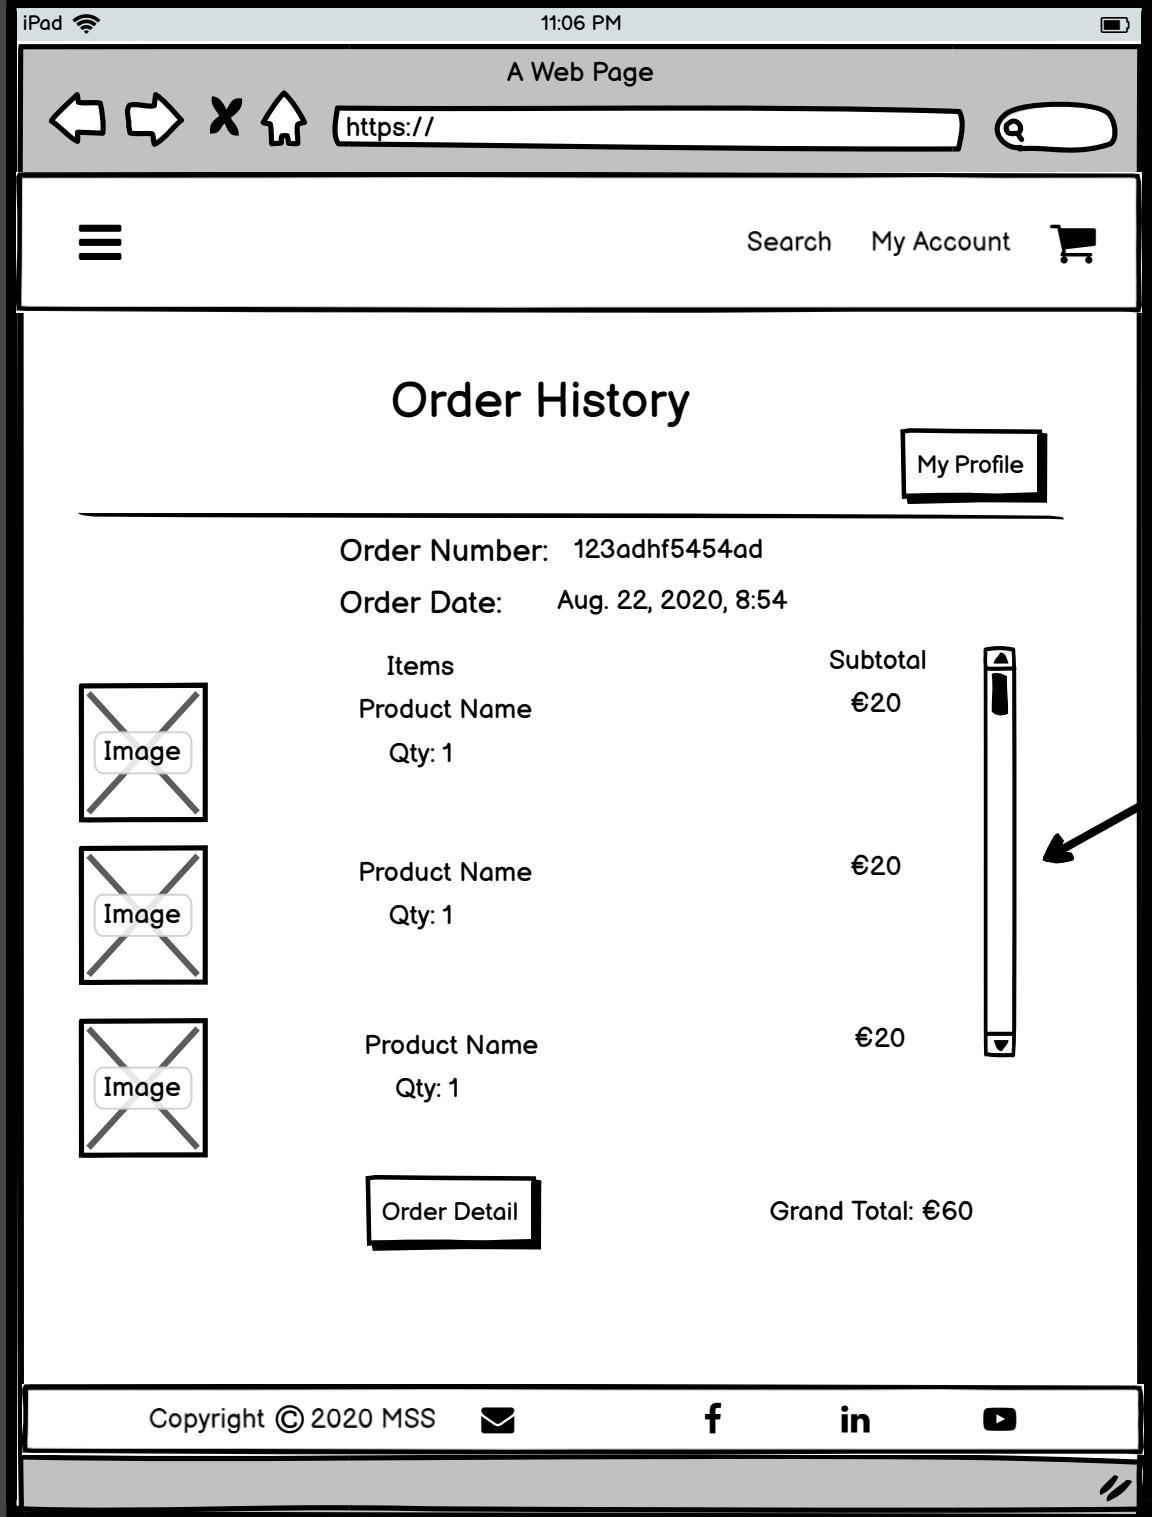 iPad 11:06 PM
A Web Page
https://
Search My Account
Order History
My Profile
Order Number: 123adhf5454ad
Order Date: Aug. 22, 2020, 8:54
Items Subtotal
Product Name €20
Image Qty: 1
Product Name €20
Image Qty: 1
Product Name €20
Image Qty: 1
Order Detail Grand Total: €60
Copyright © 2020 MSS